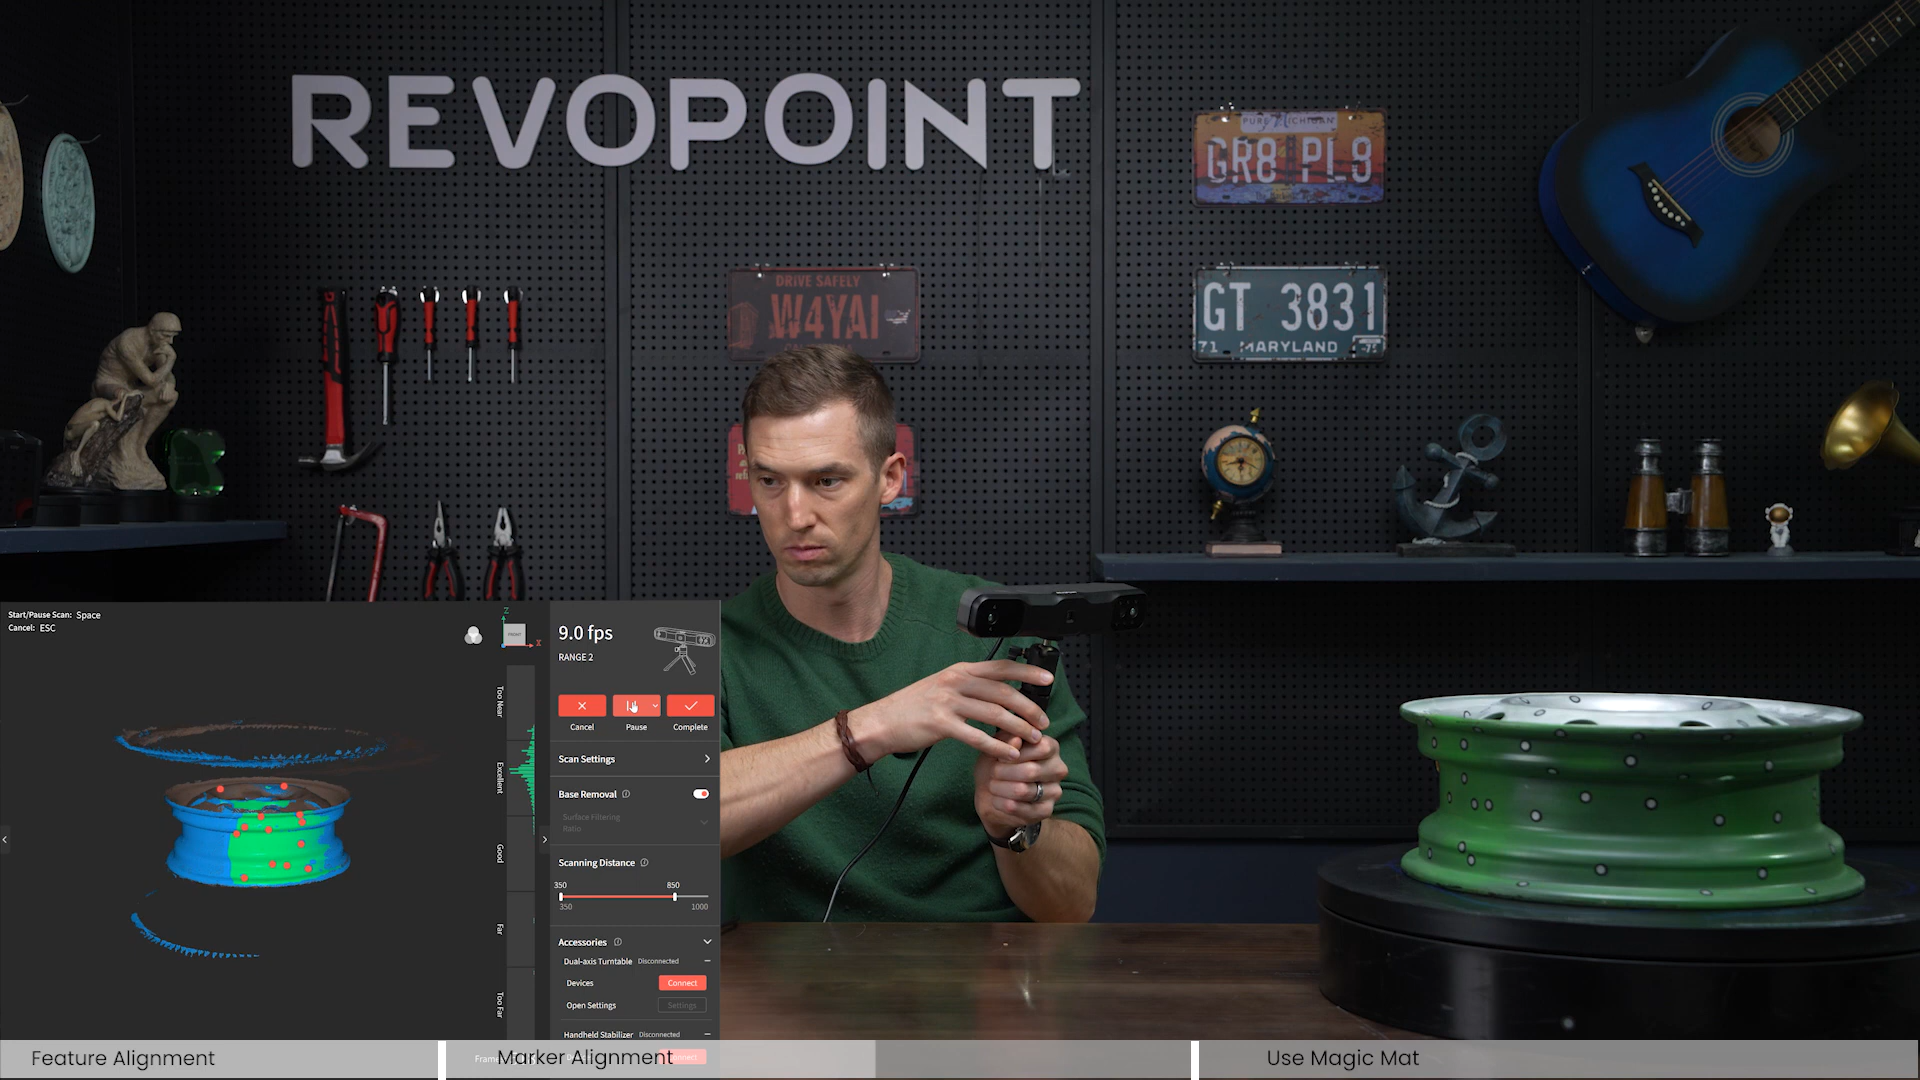 REVOPOINT
PURE MICHIGAN
GR8 PL8
DRIVE SAFELY
W4YAI
GT 3831
71 MARYLAND
Start/Pause Scan: Space
Cancel: ESC
Z
FRONT
X
9.0 fps
RANGE 2
Cancel
Pause
Complete
Too Near
Excellent
Good
Far
Too Far
Scan Settings
Base Removal
Surface Filtering
Ratio
Scanning Distance
350
850
350
1000
Accessories
Dual-axis Turntable Disconnected
Devices
Connect
Open Settings
Settings
Handheld Stabilizer Disconnected
Feature Alignment
Marker Alignment
Use Magic Mat